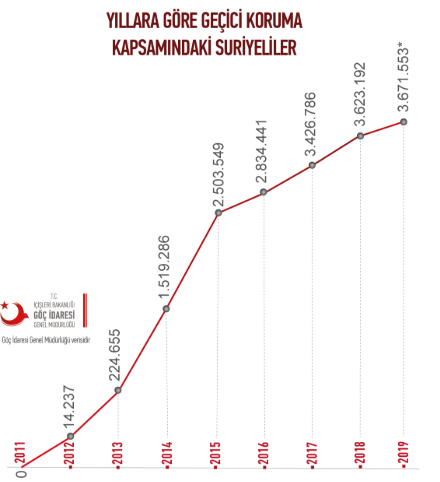 YILLARA GÖRE GEÇİCİ KORUMA
KAPSAMINDAKİ SURİYELİLER
3.671.553*
3.623.192
3.426.786
2.834.441
2.503.549
1.519.286
224.655
14.237
0
T.C.
İÇİŞLERİ BAKANLIĞI
GÖÇ İDARESİ
GENEL MÜDÜRLÜĞÜ
Göç İdaresi Genel Müdürlüğü verisidir
2011
2012
2013
2014
2015
2016
2017
2018
2019